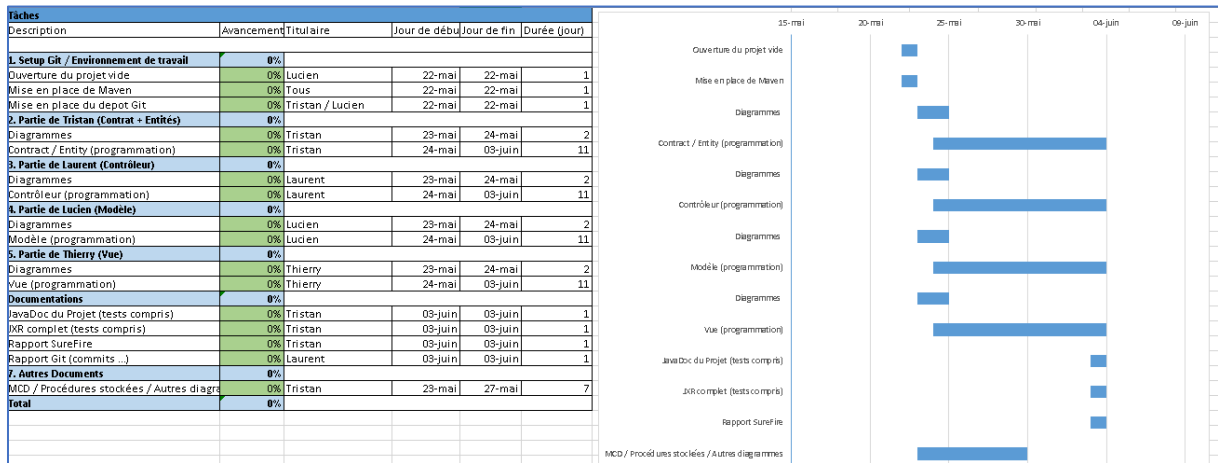 Tâches
Description Avancement Titulaire Jour de débu Jour de fin Durée (jour)
1. Setup Git / Environnement de travail 0%
Ouverture du projet vide 0% Lucien 22-mai 22-mai 1
Mise en place de Maven 0% Tous 22-mai 22-mai 1
Mise en place du depot Git 0% Tristan / Lucien 22-mai 22-mai 1
2. Partie de Tristan (Contrat + Entités) 0%
Diagrammes 0% Tristan 23-mai 24-mai 2
Contract / Entity (programmation) 0% Tristan 24-mai 03-juin 11
3. Partie de Laurent (Contrôleur) 0%
Diagrammes 0% Laurent 23-mai 24-mai 2
Contrôleur (programmation) 0% Laurent 24-mai 03-juin 11
4. Partie de Lucien (Modèle) 0%
Diagrammes 0% Lucien 23-mai 24-mai 2
Modèle (programmation) 0% Lucien 24-mai 03-juin 11
5. Partie de Thierry (Vue) 0%
Diagrammes 0% Thierry 23-mai 24-mai 2
Vue (programmation) 0% Thierry 24-mai 03-juin 11
Documentations 0%
JavaDoc du Projet (tests compris) 0% Tristan 03-juin 03-juin 1
JXR complet (tests compris) 0% Tristan 03-juin 03-juin 1
Rapport SureFire 0% Tristan 03-juin 03-juin 1
Rapport Git (commits ...) 0% Laurent 03-juin 03-juin 1
7. Autres Documents 0%
MCD / Procédures stockées / Autres diagra 0% Tristan 23-mai 27-mai 7
Total 0%
15-mai 20-mai 25-mai 30-mai 04-juin 09-juin
Ouverture du projet vide
Mise en place de Maven
Diagrammes
Contract / Entity (programmation)
Diagrammes
Contrôleur (programmation)
Diagrammes
Modèle (programmation)
Diagrammes
Vue (programmation)
JavaDoc du Projet (tests compris)
JXR complet (tests compris)
Rapport SureFire
MCD / Procédures stockées / Autres diagrammes